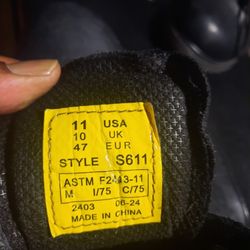 11 USA
10 UK
47 EUR
STYLE S611
ASTM F2413-11
M I/75 C/75
2403 06-24
MADE IN CHINA